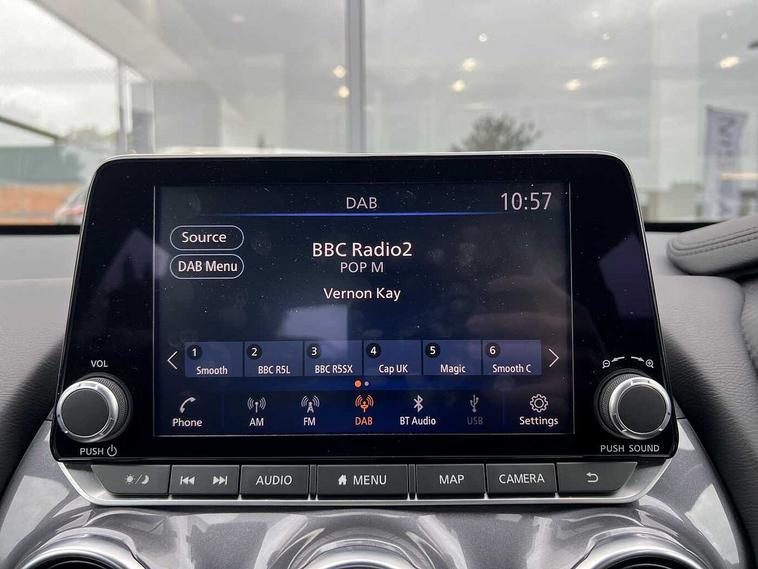 DAB
10:57
Source
DAB Menu
BBC Radio2
POP M
Vernon Kay
1
Smooth
2
BBC R5L
3
BBC R5SX
4
Cap UK
5
Magic
6
Smooth C
Phone
AM
FM
DAB
BT Audio
USB
Settings
VOL
PUSH
PUSH SOUND
AUDIO
MENU
MAP
CAMERA